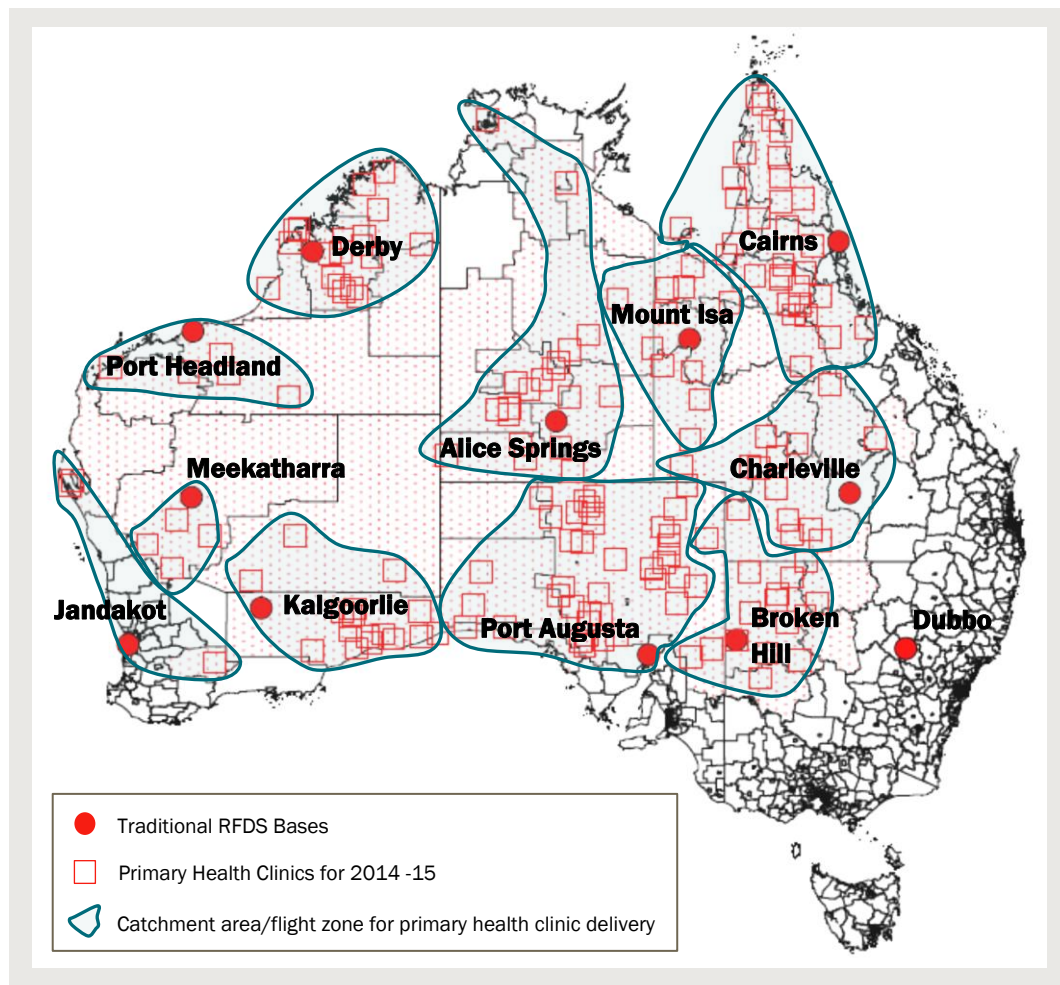 Derby
Cairns
Mount Isa
Port Headland
Alice Springs
Meekatharra
Charleville
Jandakot
Kalgoorlie
Port Augusta
Broken
Hill
Dubbo
Traditional RFDS Bases
Primary Health Clinics for 2014 -15
Catchment area/flight zone for primary health clinic delivery